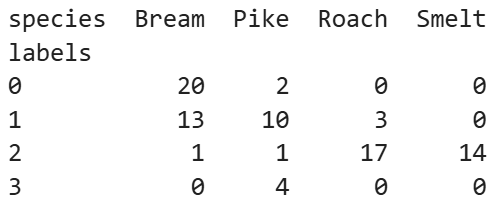 species Bream Pike Roach Smelt
labels
0 20 2 0 0
1 13 10 3 0
2 1 1 17 14
3 0 4 0 0